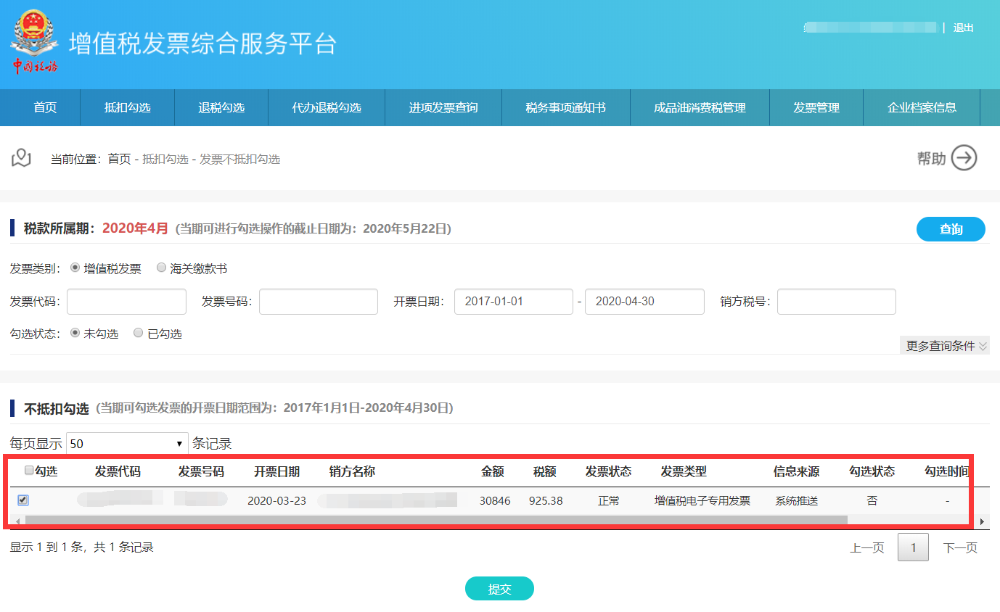 增值税发票综合服务平台
中国税务
| 退出
首页 抵扣勾选 退税勾选 代办退税勾选 进项发票查询 税务事项通知书 成品油消费税管理 发票管理 企业档案信息
当前位置：首页 - 抵扣勾选 - 发票不抵扣勾选
帮助
税款所属期：2020年4月 (当期可进行勾选操作的截止日期为：2020年5月22日)
查询
发票类别： 增值税发票 海关缴款书
发票代码： 发票号码： 开票日期： 2017-01-01 - 2020-04-30 销方税号：
勾选状态： 未勾选 已勾选
更多查询条件
不抵扣勾选 (当期可勾选发票的开票日期范围为：2017年1月1日-2020年4月30日)
每页显示 50 条记录
勾选 发票代码 发票号码 开票日期 销方名称 金额 税额 发票状态 发票类型 信息来源 勾选状态 勾选时间
2020-03-23 30846 925.38 正常 增值税电子专用发票 系统推送 否 -
显示 1 到 1 条，共 1 条记录
上一页 1 下一页
提交